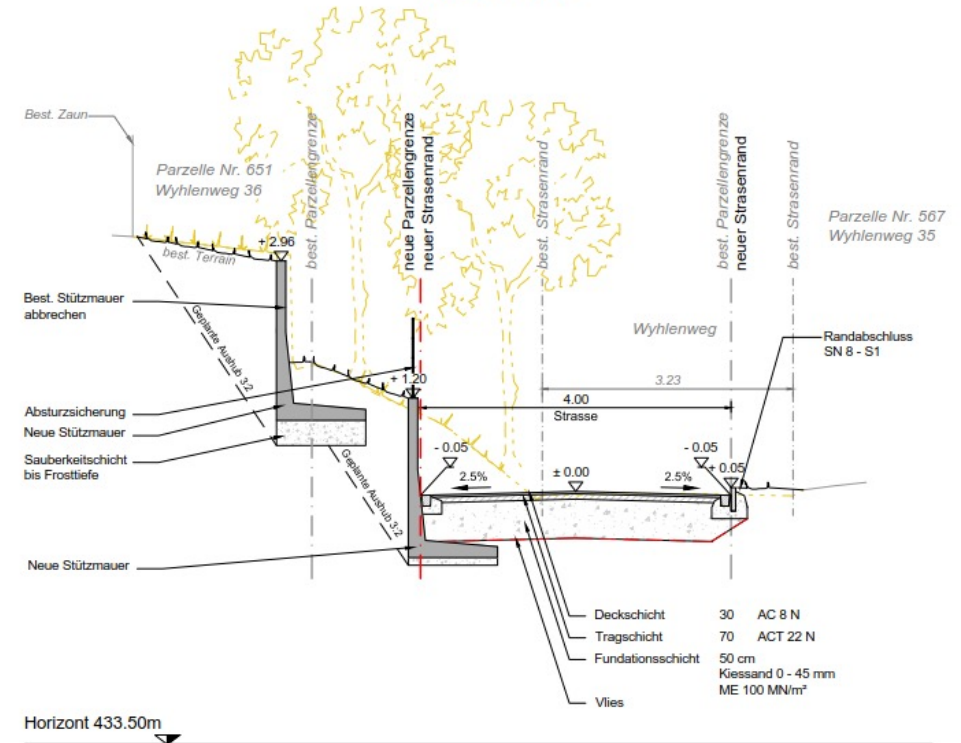 Best. Zaun
Parzelle Nr. 651
Wyhlenweg 36
best. Parzellengrenze
neue Parzellengrenze
neuer Strasenrand
best. Strasenrand
best. Parzellengrenze
neuer Strasenrand
best. Strasenrand
Parzelle Nr. 567
Wyhlenweg 35
+ 2.96
best. Terrain
Best. Stützmauer
abbrechen
Geplante Aushub 3:2
Wyhlenweg
Randabschluss
SN 8 - S1
+ 1.20
3.23
4.00
Strasse
Absturzsicherung
Neue Stützmauer
Sauberkeitschicht
bis Frosttiefe
- 0.05
- 0.05
2.5%
± 0.00
2.5%
+ 0.05
Geplante Aushub 3:2
Neue Stützmauer
Deckschicht 30 AC 8 N
Tragschicht 70 ACT 22 N
Fundationsschicht 50 cm
Kiessand 0 - 45 mm
ME 100 MN/m²
Vlies
Horizont 433.50m